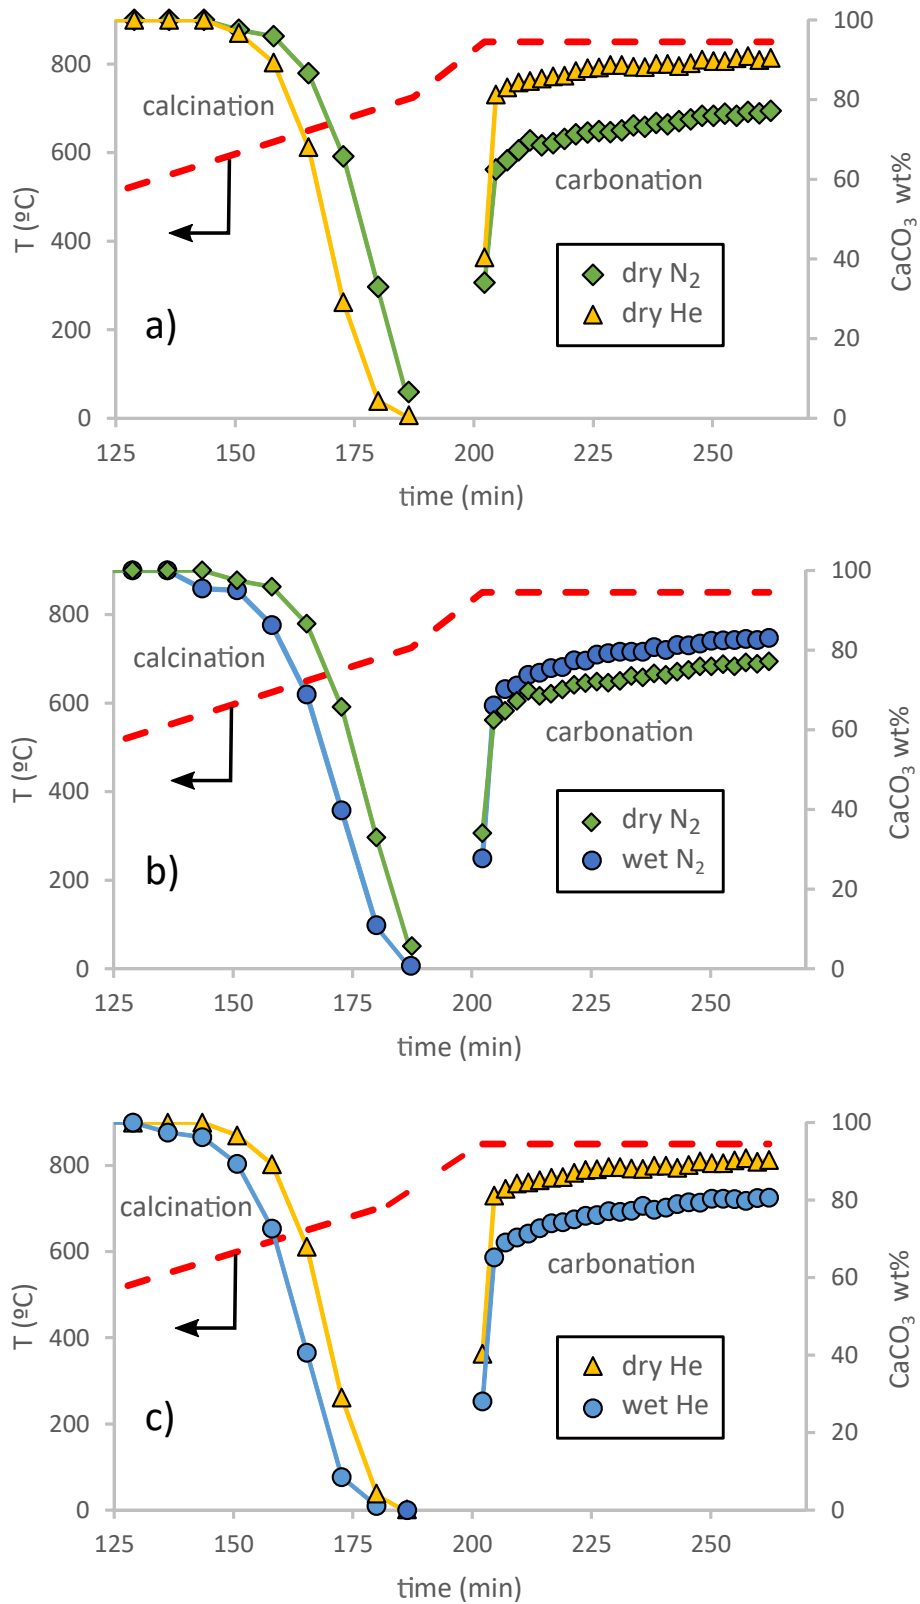 100
800
80
calcination
600
60
carbonation
T (ºC)
CaCO3 wt%
400
40
dry N2
200
20
dry He
a)
0
0
125 150 175 200 225 250
time (min)
100
800
80
calcination
600
60
carbonation
T (ºC)
CaCO3 wt%
400
40
dry N2
200
20
wet N2
b)
0
0
125 150 175 200 225 250
time (min)
100
800
80
calcination
600
60
carbonation
T (ºC)
CaCO3 wt%
400
40
dry He
200
20
wet He
c)
0
0
125 150 175 200 225 250
time (min)